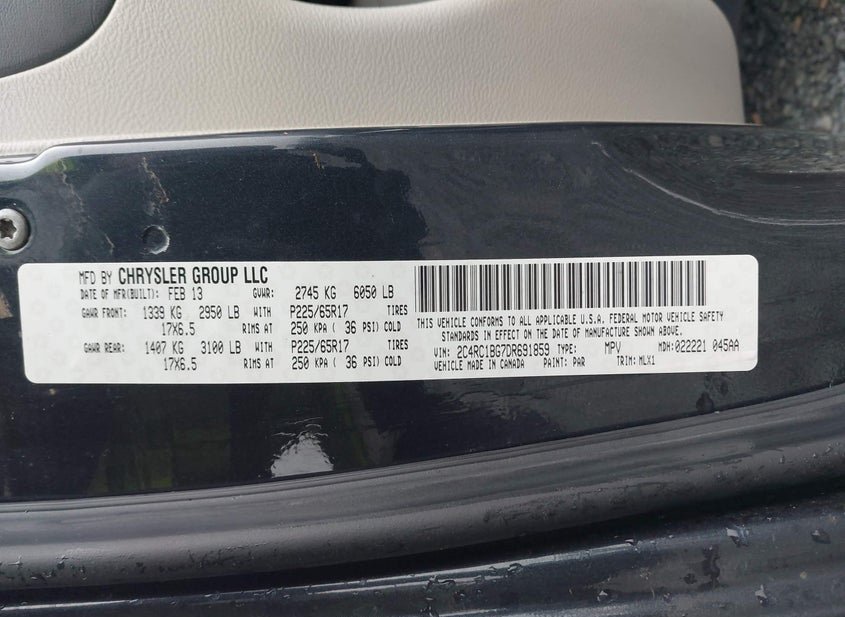 MFD BY CHRYSLER GROUP LLC
DATE OF MFR(BUILT): FEB 13 GVWR: 2745 KG 6050 LB
GAWR FRONT: 1339 KG 2950 LB P225/65R17 TIRES
17X6.5 RIMS AT 250 KPA ( 36 PSI) COLD
GAWR REAR: 1407 KG 3100 LB P225/65R17 TIRES
17X6.5 RIMS AT 250 KPA ( 36 PSI) COLD
THIS VEHICLE CONFORMS TO ALL APPLICABLE U.S.A. FEDERAL MOTOR VEHICLE SAFETY
STANDARDS IN EFFECT ON THE DATE OF MANUFACTURE SHOWN ABOVE.
VIN: 2C4RC1BG7DR691859 TYPE: MPV MDH: 022221 045AA
VEHICLE MADE IN CANADA PAINT: PAR TRIM: MLX1